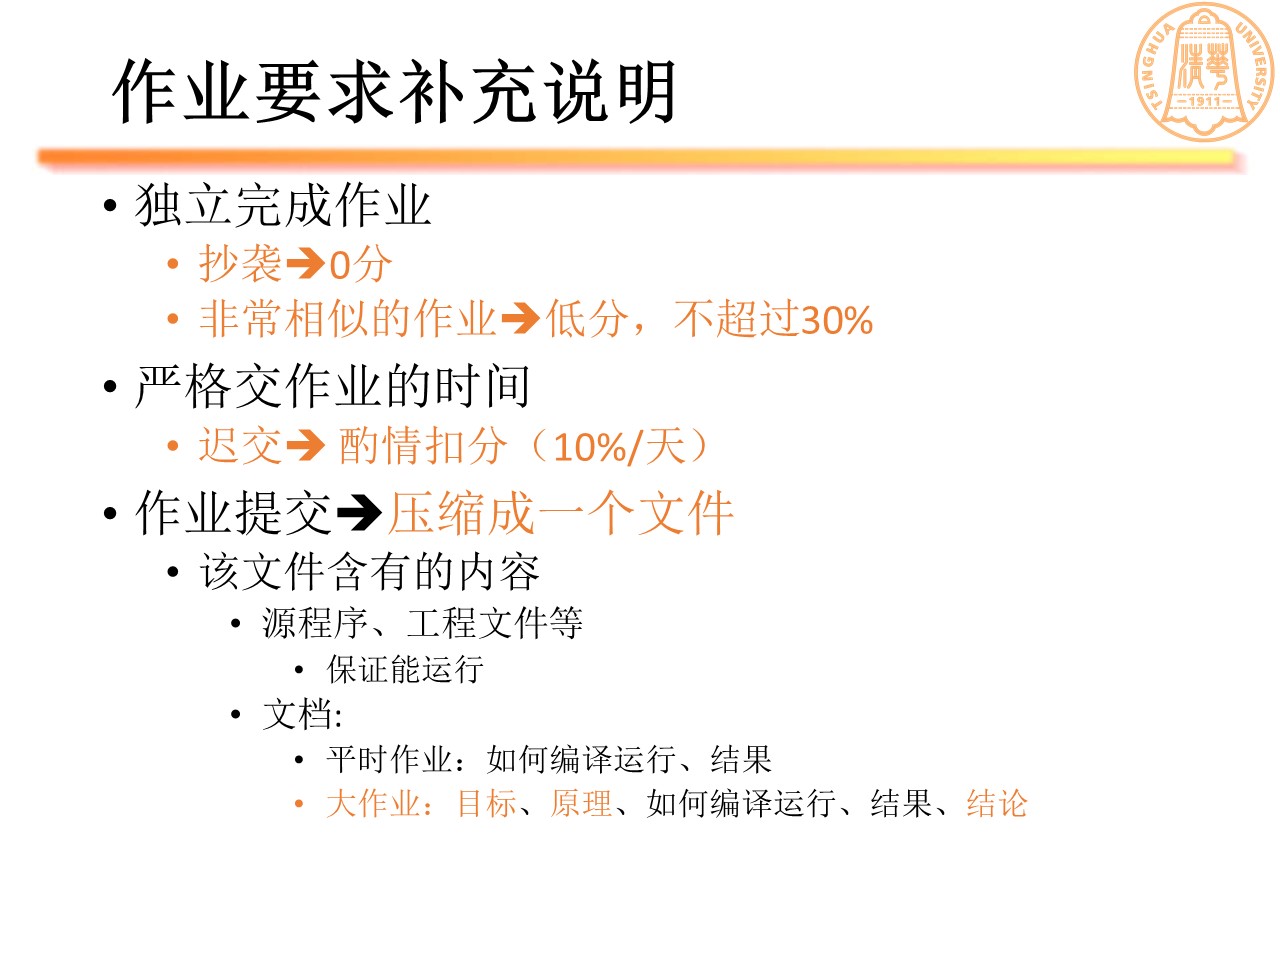 作业要求补充说明
TSINGHUA UNIVERSITY
清华
1911
• 独立完成作业
• 抄袭➔0分
• 非常相似的作业➔低分，不超过30%
• 严格交作业的时间
• 迟交➔ 酌情扣分（10%/天）
• 作业提交➔压缩成一个文件
• 该文件含有的内容
• 源程序、工程文件等
• 保证能运行
• 文档:
• 平时作业：如何编译运行、结果
• 大作业：目标、原理、如何编译运行、结果、结论